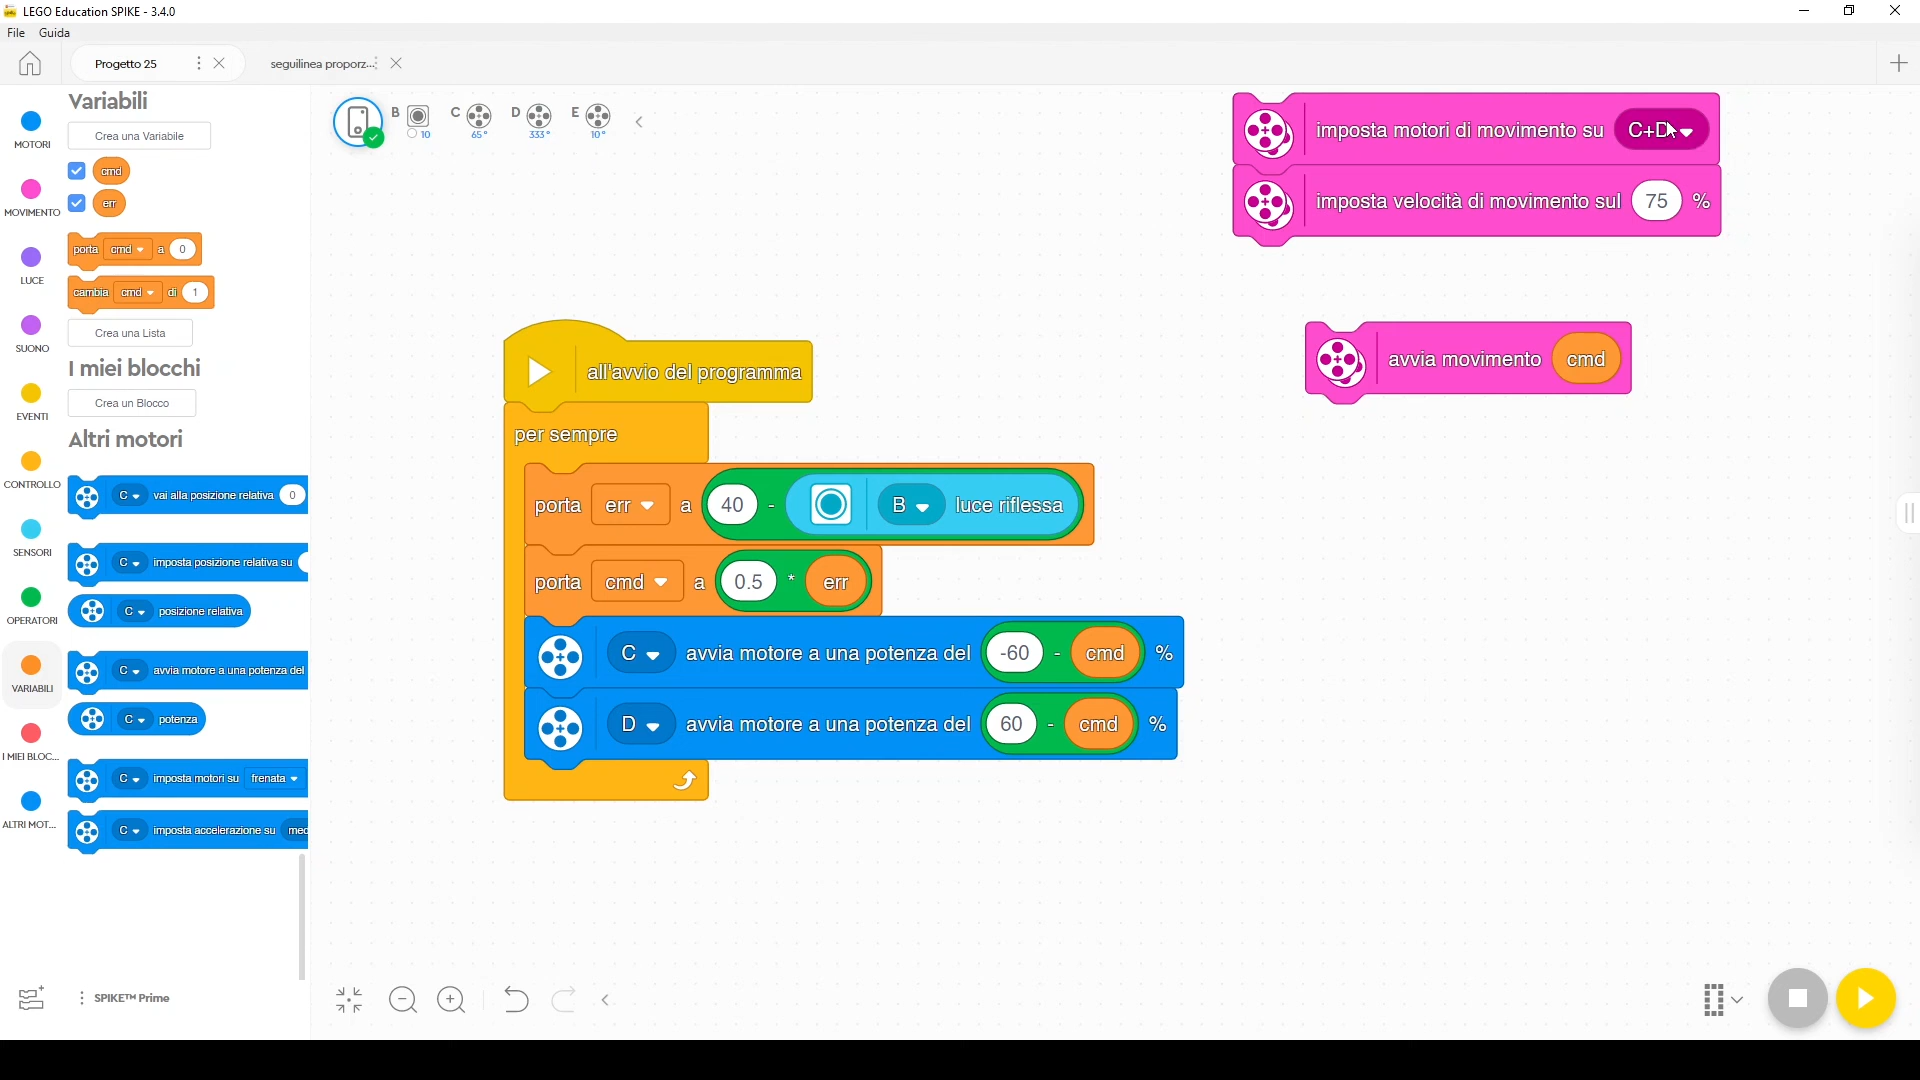 LEGO Education SPIKE - 3.4.0
File Guida
Progetto 25
seguilinea proporz...
MOTORI
MOVIMENTO
LUCE
SUONO
EVENTI
CONTROLLO
SENSORI
OPERATORI
VARIABILI
I MIEI BLOC...
ALTRI MOT...
Variabili
Crea una Variabile
cmd
err
porta cmd a 0
cambia cmd di 1
Crea una Lista
I miei blocchi
Crea un Blocco
Altri motori
C vai alla posizione relativa 0
C imposta posizione relativa su
C posizione relativa
C avvia motore a una potenza del
C potenza
C imposta motori su frenata
C imposta accelerazione su med
SPIKE™ Prime
B 10
C 65°
D 333°
E 10°
all'avvio del programma
per sempre
porta err a 40 - B luce riflessa
porta cmd a 0.5 * err
C avvia motore a una potenza del -60 - cmd %
D avvia motore a una potenza del 60 - cmd %
imposta motori di movimento su C+D
imposta velocità di movimento sul 75 %
avvia movimento cmd